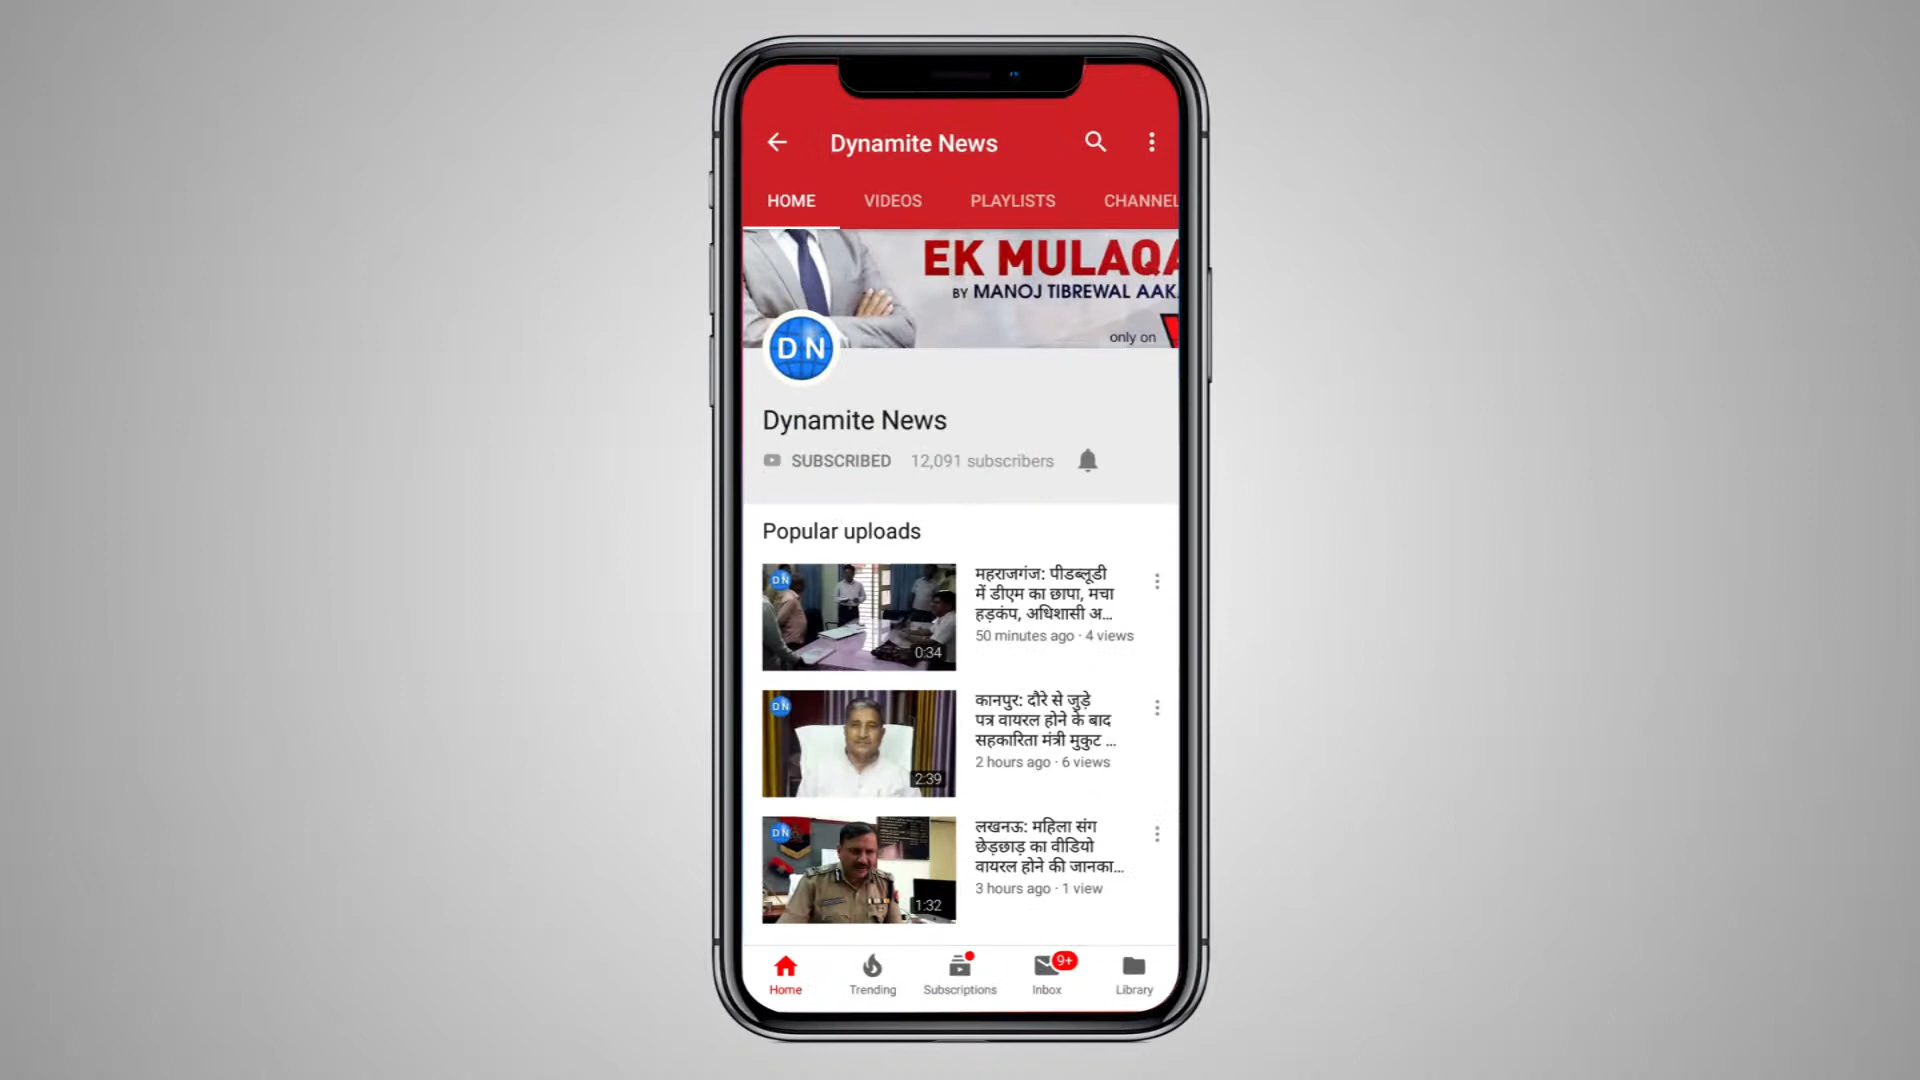 Dynamite News
HOME VIDEOS PLAYLISTS CHANNEL
EK MULAQA
BY MANOJ TIBREWAL AAK
only on
DN
Dynamite News
SUBSCRIBED 12,091 subscribers
Popular uploads
DN
महराजगंज: पीडब्लूडी
में डीएम का छापा, मचा
हड़कंप, अधिशासी अ...
50 minutes ago · 4 views
0:34
DN
कानपुर: दौरे से जुड़े
पत्र वायरल होने के बाद
सहकारिता मंत्री मुकुट ...
2 hours ago · 6 views
2:39
DN
लखनऊ: महिला संग
छेड़छाड़ का वीडियो
वायरल होने की जानका...
3 hours ago · 1 view
1:32
9+
Home Trending Subscriptions Inbox Library